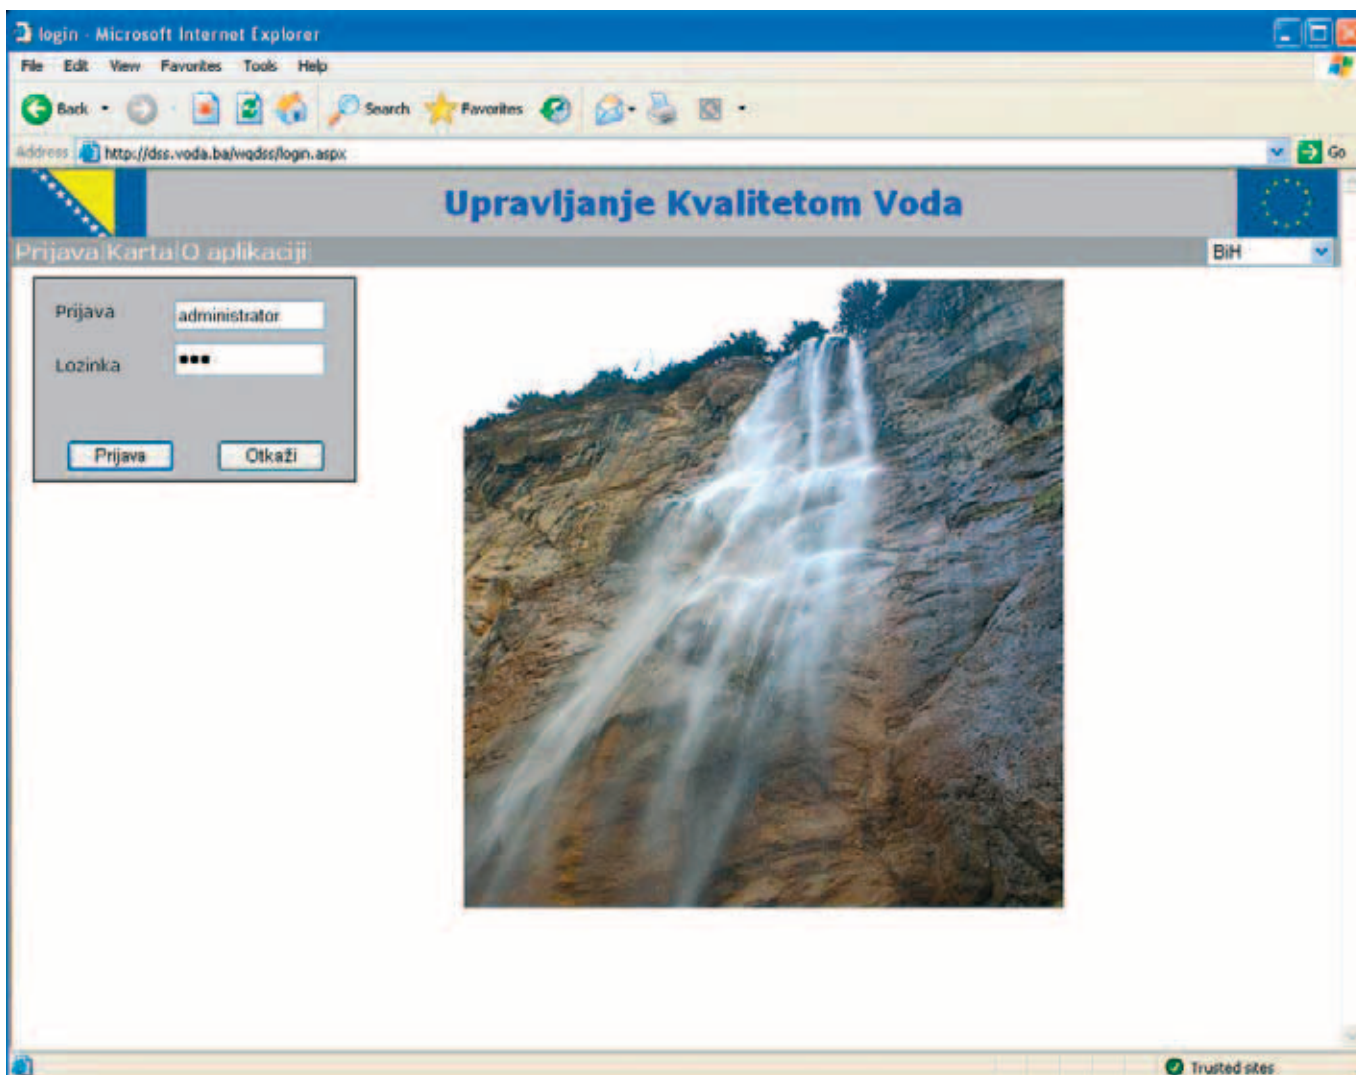 login - Microsoft Internet Explorer
File Edit View Favorites Tools Help
Back Search Favorites
Address http://dss.voda.ba/wqdss/login.aspx Go
Upravljanje Kvalitetom Voda
Prijava|Karta|O aplikaciji| BiH
Prijava administrator
Lozinka •••
Prijava Otkaži
Trusted sites